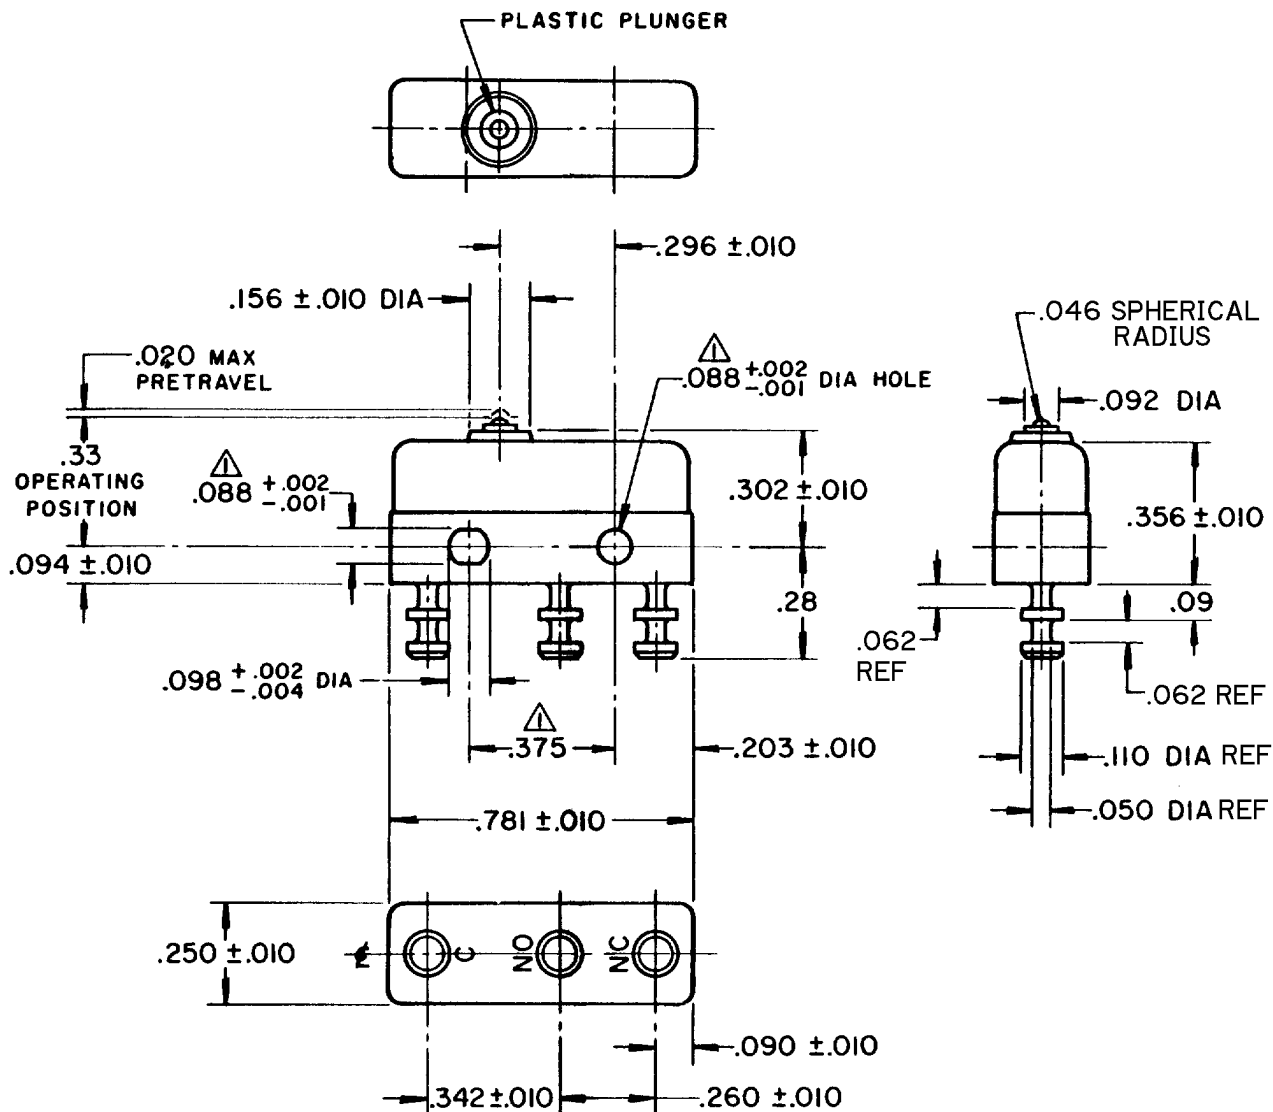 PLASTIC PLUNGER
.296 ±.010
.156 ±.010 DIA
.046 SPHERICAL
RADIUS
.020 MAX
PRETRAVEL
1
.088 +.002 -.001 DIA HOLE
.092 DIA
.33
OPERATING
POSITION
1
.088 +.002 -.001
.302 ±.010
.356 ±.010
.094 ±.010
.28
.09
.062
REF
.098 +.002 -.004 DIA
.062 REF
1
.375
.203 ±.010
.110 DIA REF
.781 ±.010
.050 DIA REF
.250 ±.010
C
NO
NC
.090 ±.010
.342 ±.010
.260 ±.010